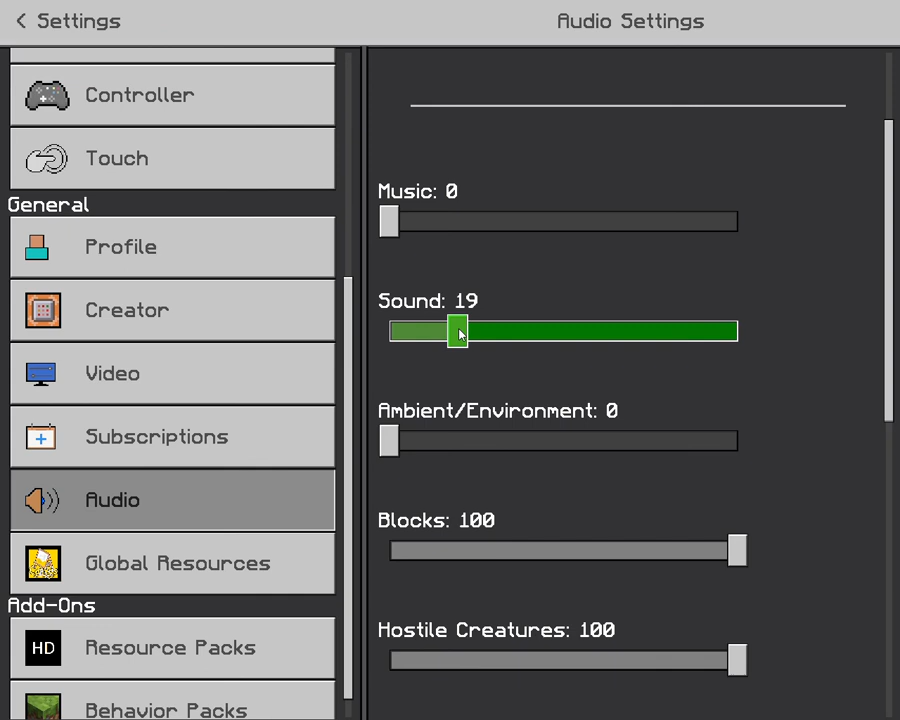 Settings
Audio Settings
Controller
Touch
General
Profile
Creator
Video
Subscriptions
Audio
Global Resources
Add-Ons
HD
Resource Packs
Behavior Packs
Music: 0
Sound: 19
Ambient/Environment: 0
Blocks: 100
Hostile Creatures: 100